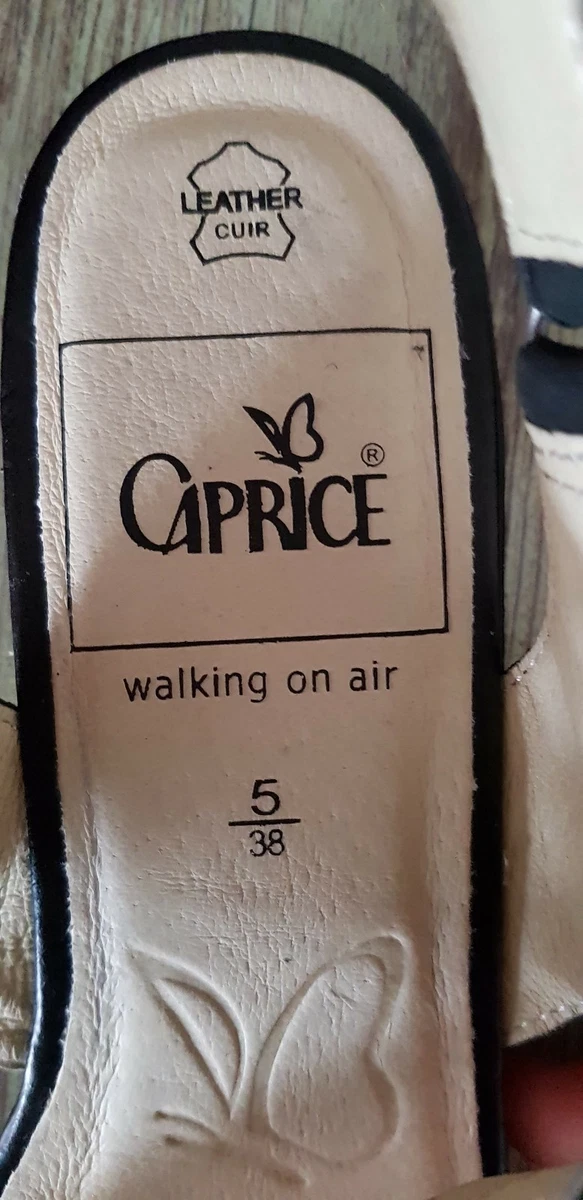 LEATHER
CUIR
CAPRICE®
walking on air
5
38